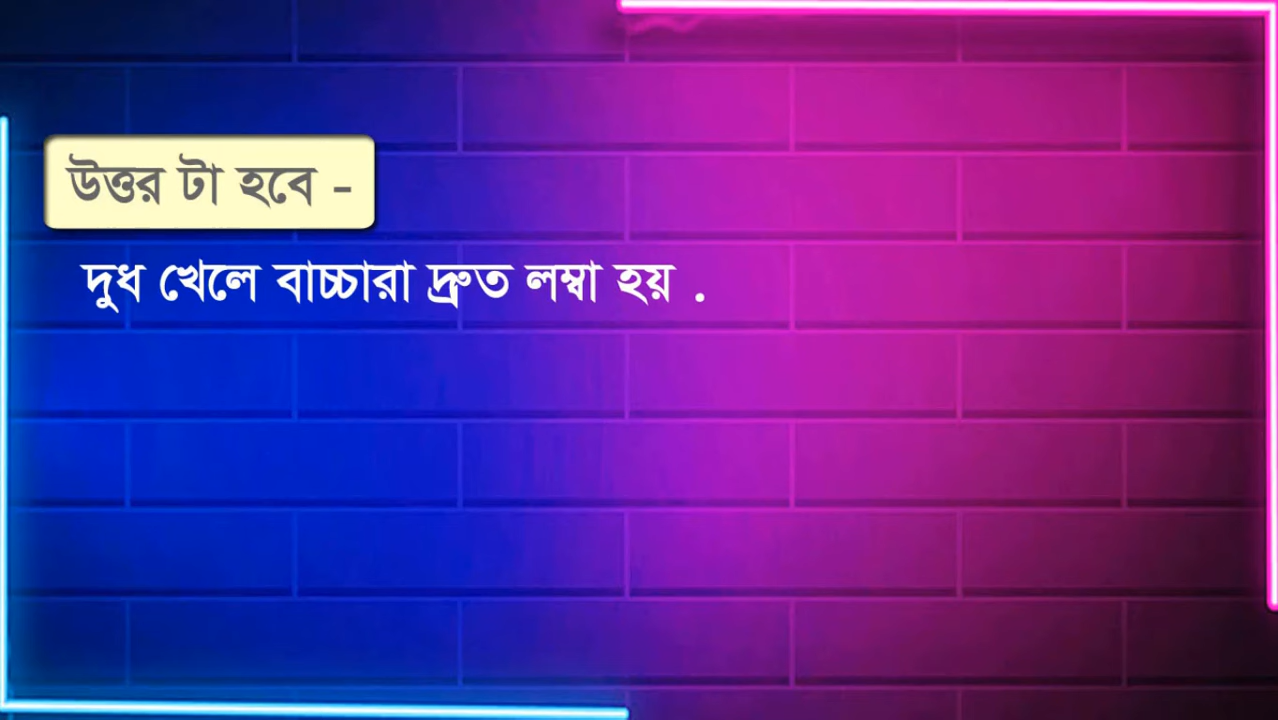 উত্তর টা হবে -
দুধ খেলে বাচ্চারা দ্রুত লম্বা হয় .